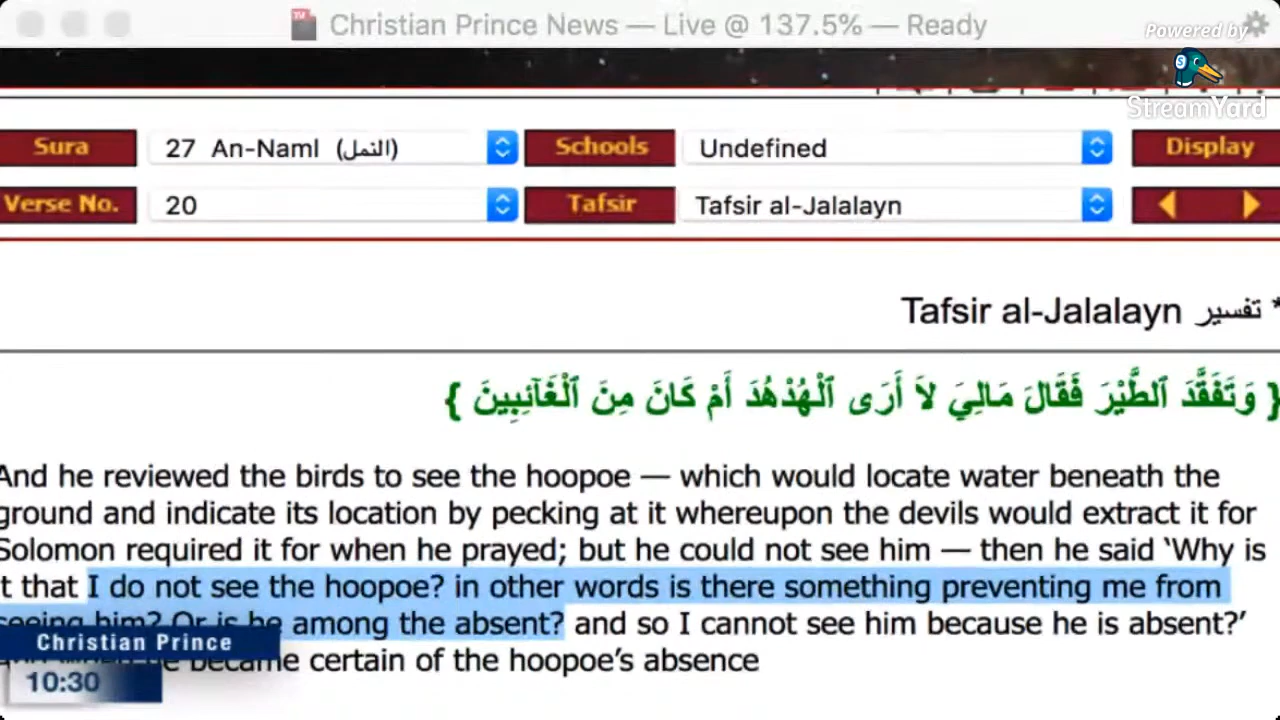 Christian Prince News — Live @ 137.5% — Ready
Powered by
StreamYard
Sura 27 An-Naml (النمل) Schools Undefined Display
Verse No. 20 Tafsir Tafsir al-Jalalayn
* تفسير Tafsir al-Jalalayn
{ وَتَفَقَّدَ ٱلطَّيْرَ فَقَالَ مَالِيَ لاَ أَرَى ٱلْهُدْهُدَ أَمْ كَانَ مِنَ ٱلْغَآئِبِينَ }
And he reviewed the birds to see the hoopoe — which would locate water beneath the
ground and indicate its location by pecking at it whereupon the devils would extract it for
Solomon required it for when he prayed; but he could not see him — then he said ‘Why is
t that I do not see the hoopoe? in other words is there something preventing me from
seeing him? Or is he among the absent? and so I cannot see him because he is absent?’
became certain of the hoopoe’s absence
Christian Prince
10:30